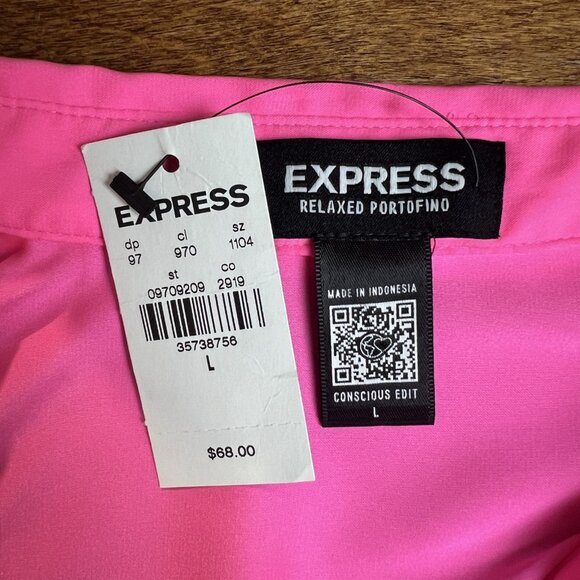 EXPRESS
dp cl sz
97 970 1104
st co
09709209 2919
35738756
L
$68.00
EXPRESS
RELAXED PORTOFINO
MADE IN INDONESIA
CONSCIOUS EDIT
L